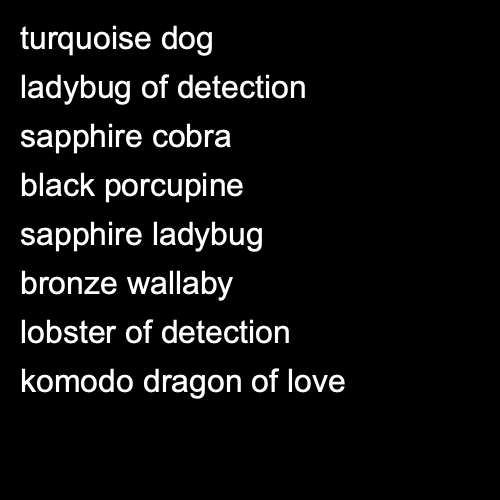 turquoise dog
ladybug of detection
sapphire cobra
black porcupine
sapphire ladybug
bronze wallaby
lobster of detection
komodo dragon of love